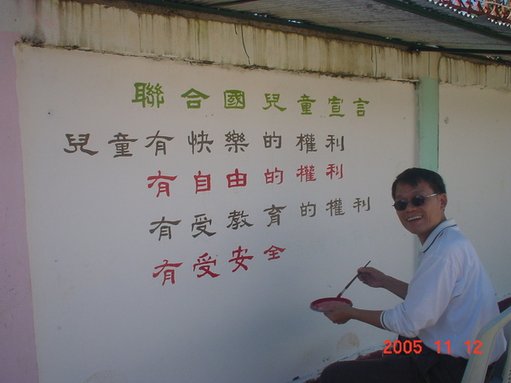 聯合國兒童宣言
兒童有快樂的權利
有自由的權利
有受教育的權利
有受安全
2005 11 12